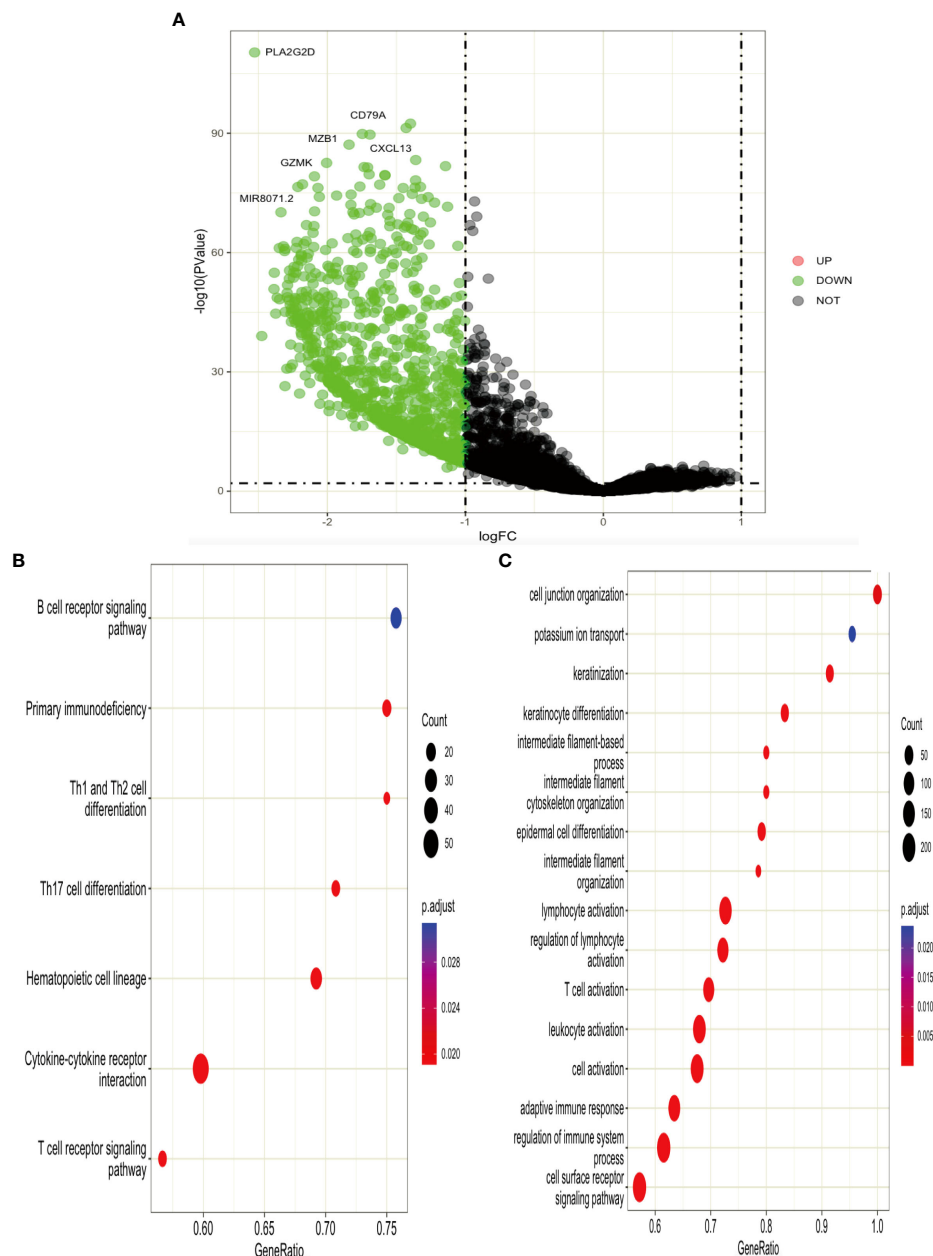 A
PLA2G2D
CD79A
MZB1
CXCL13
GZMK
MIR8071.2
90
60
30
0
-log10(PValue)
-2
-1
0
1
logFC
UP
DOWN
NOT
B
B cell receptor signaling
pathway
Primary immunodeficiency
Th1 and Th2 cell
differentiation
Th17 cell differentiation
Hematopoietic cell lineage
Cytokine-cytokine receptor
interaction
T cell receptor signaling
pathway
0.60
0.65
0.70
0.75
GeneRatio
Count
20
30
40
50
p.adjust
0.028
0.024
0.020
C
cell junction organization
potassium ion transport
keratinization
keratinocyte differentiation
intermediate filament-based
process
intermediate filament
cytoskeleton organization
epidermal cell differentiation
intermediate filament
organization
lymphocyte activation
regulation of lymphocyte
activation
T cell activation
leukocyte activation
cell activation
adaptive immune response
regulation of immune system
process
cell surface receptor
signaling pathway
0.6
0.7
0.8
0.9
1.0
GeneRatio
Count
50
100
150
200
p.adjust
0.020
0.015
0.010
0.005